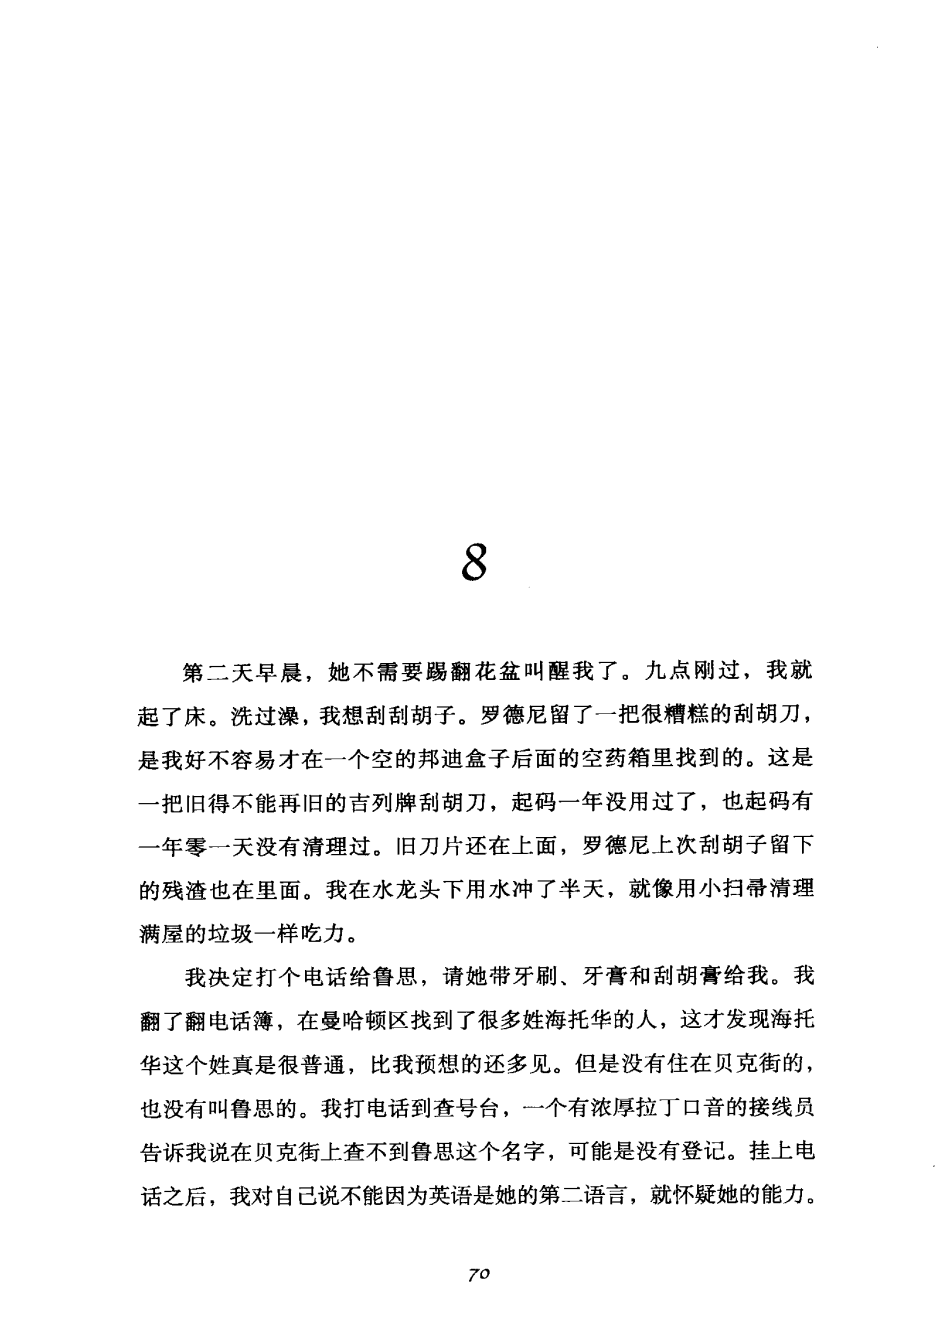 8
第二天早晨，她不需要踢翻花盆叫醒我了。九点刚过，我就
起了床。洗过澡，我想刮刮胡子。罗德尼留了一把很糟糕的刮胡刀，
是我好不容易才在一个空的邦迪盒子后面的空药箱里找到的。这是
一把旧得不能再旧的吉列牌刮胡刀，起码一年没用过了，也起码有
一年零一天没有清理过。旧刀片还在上面，罗德尼上次刮胡子留下
的残渣也在里面。我在水龙头下用水冲了半天，就像用小扫帚清理
满屋的垃圾一样吃力。
我决定打个电话给鲁思，请她带牙刷、牙膏和刮胡膏给我。我
翻了翻电话簿，在曼哈顿区找到了很多姓海托华的人，这才发现海托
华这个姓真是很普通，比我预想的还多见。但是没有住在贝克街的，
也没有叫鲁思的。我打电话到查号台，一个有浓厚拉丁口音的接线员
告诉我说在贝克街上查不到鲁思这个名字，可能是没有登记。挂上电
话之后，我对自己说不能因为英语是她的第二语言，就怀疑她的能力。
70